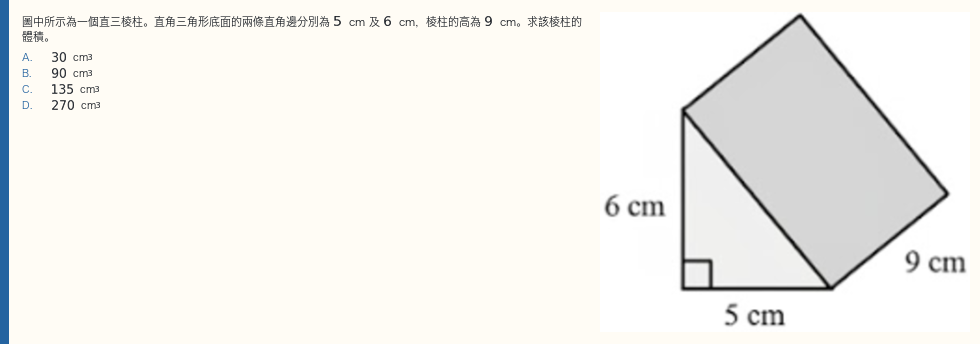 圖中所示為一個直三棱柱。直角三角形底面的兩條直角邊分別為 5 cm 及 6 cm，棱柱的高為 9 cm。求該棱柱的
體積。
A. 30 cm3
B. 90 cm3
C. 135 cm3
D. 270 cm3
6 cm
9 cm
5 cm